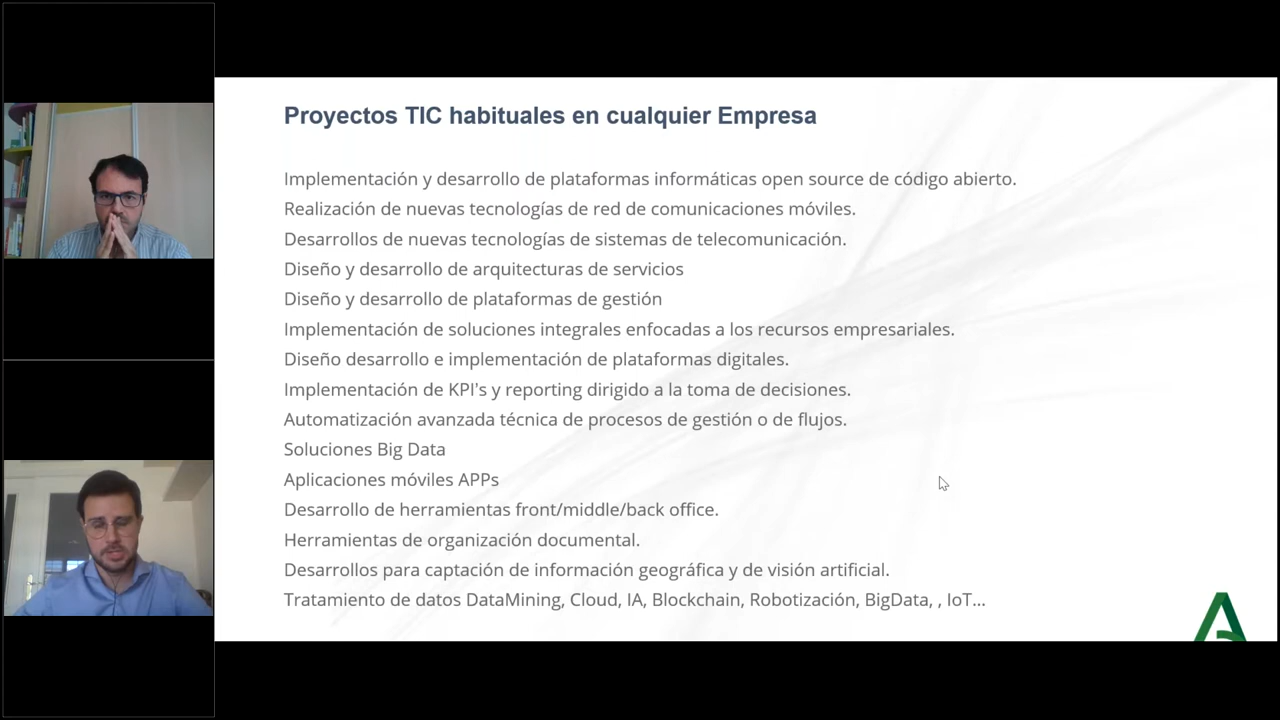 Proyectos TIC habituales en cualquier Empresa
Implementación y desarrollo de plataformas informáticas open source de código abierto.
Realización de nuevas tecnologías de red de comunicaciones móviles.
Desarrollos de nuevas tecnologías de sistemas de telecomunicación.
Diseño y desarrollo de arquitecturas de servicios
Diseño y desarrollo de plataformas de gestión
Implementación de soluciones integrales enfocadas a los recursos empresariales.
Diseño desarrollo e implementación de plataformas digitales.
Implementación de KPI's y reporting dirigido a la toma de decisiones.
Automatización avanzada técnica de procesos de gestión o de flujos.
Soluciones Big Data
Aplicaciones móviles APPs
Desarrollo de herramientas front/middle/back office.
Herramientas de organización documental.
Desarrollos para captación de información geográfica y de visión artificial.
Tratamiento de datos DataMining, Cloud, IA, Blockchain, Robotización, BigData, , IoT...